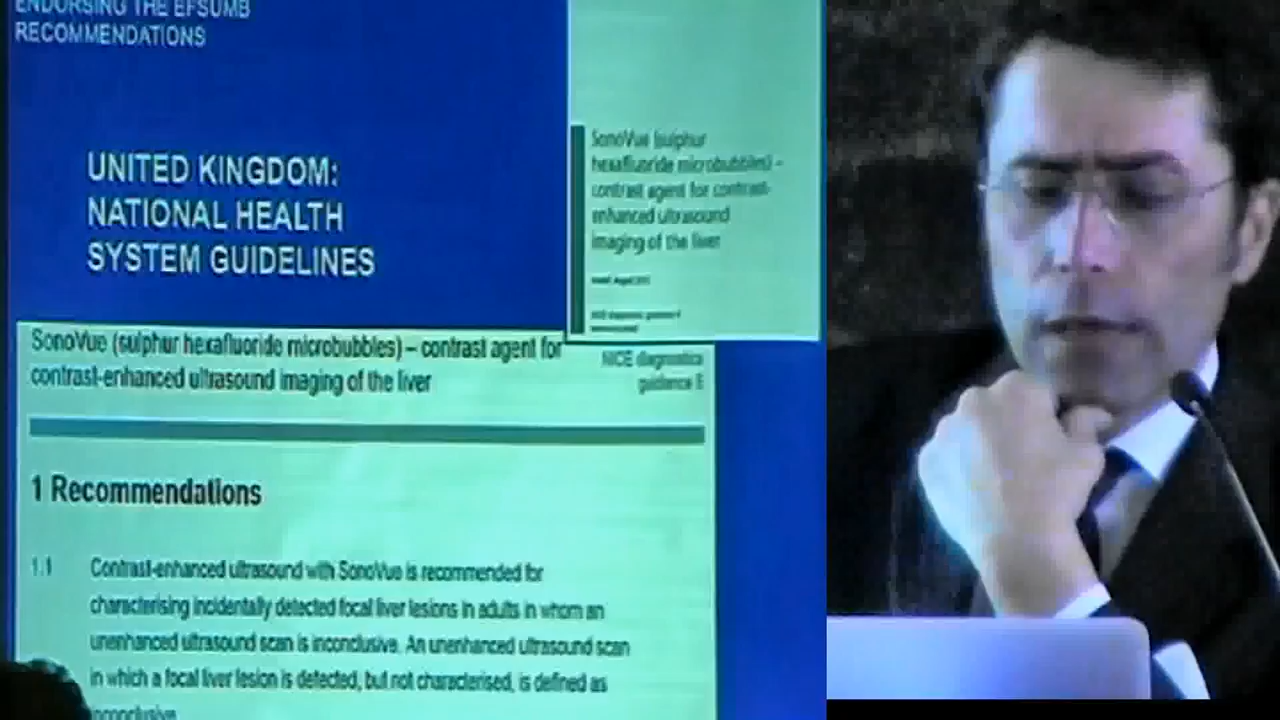 ENDORSING THE EFSUMB
RECOMMENDATIONS
UNITED KINGDOM:
NATIONAL HEALTH
SYSTEM GUIDELINES
SonoVue (sulphur
hexafluoride microbubbles) –
contrast agent for contrast-
enhanced ultrasound
imaging of the liver
SonoVue (sulphur hexafluoride microbubbles) – contrast agent for
contrast-enhanced ultrasound imaging of the liver
NICE diagnostics
guidance 5
1 Recommendations
1.1 Contrast-enhanced ultrasound with SonoVue is recommended for
characterising incidentally detected focal liver lesions in adults in whom an
unenhanced ultrasound scan is inconclusive. An unenhanced ultrasound scan
in which a focal liver lesion is detected, but not characterised, is defined as
inconclusive.